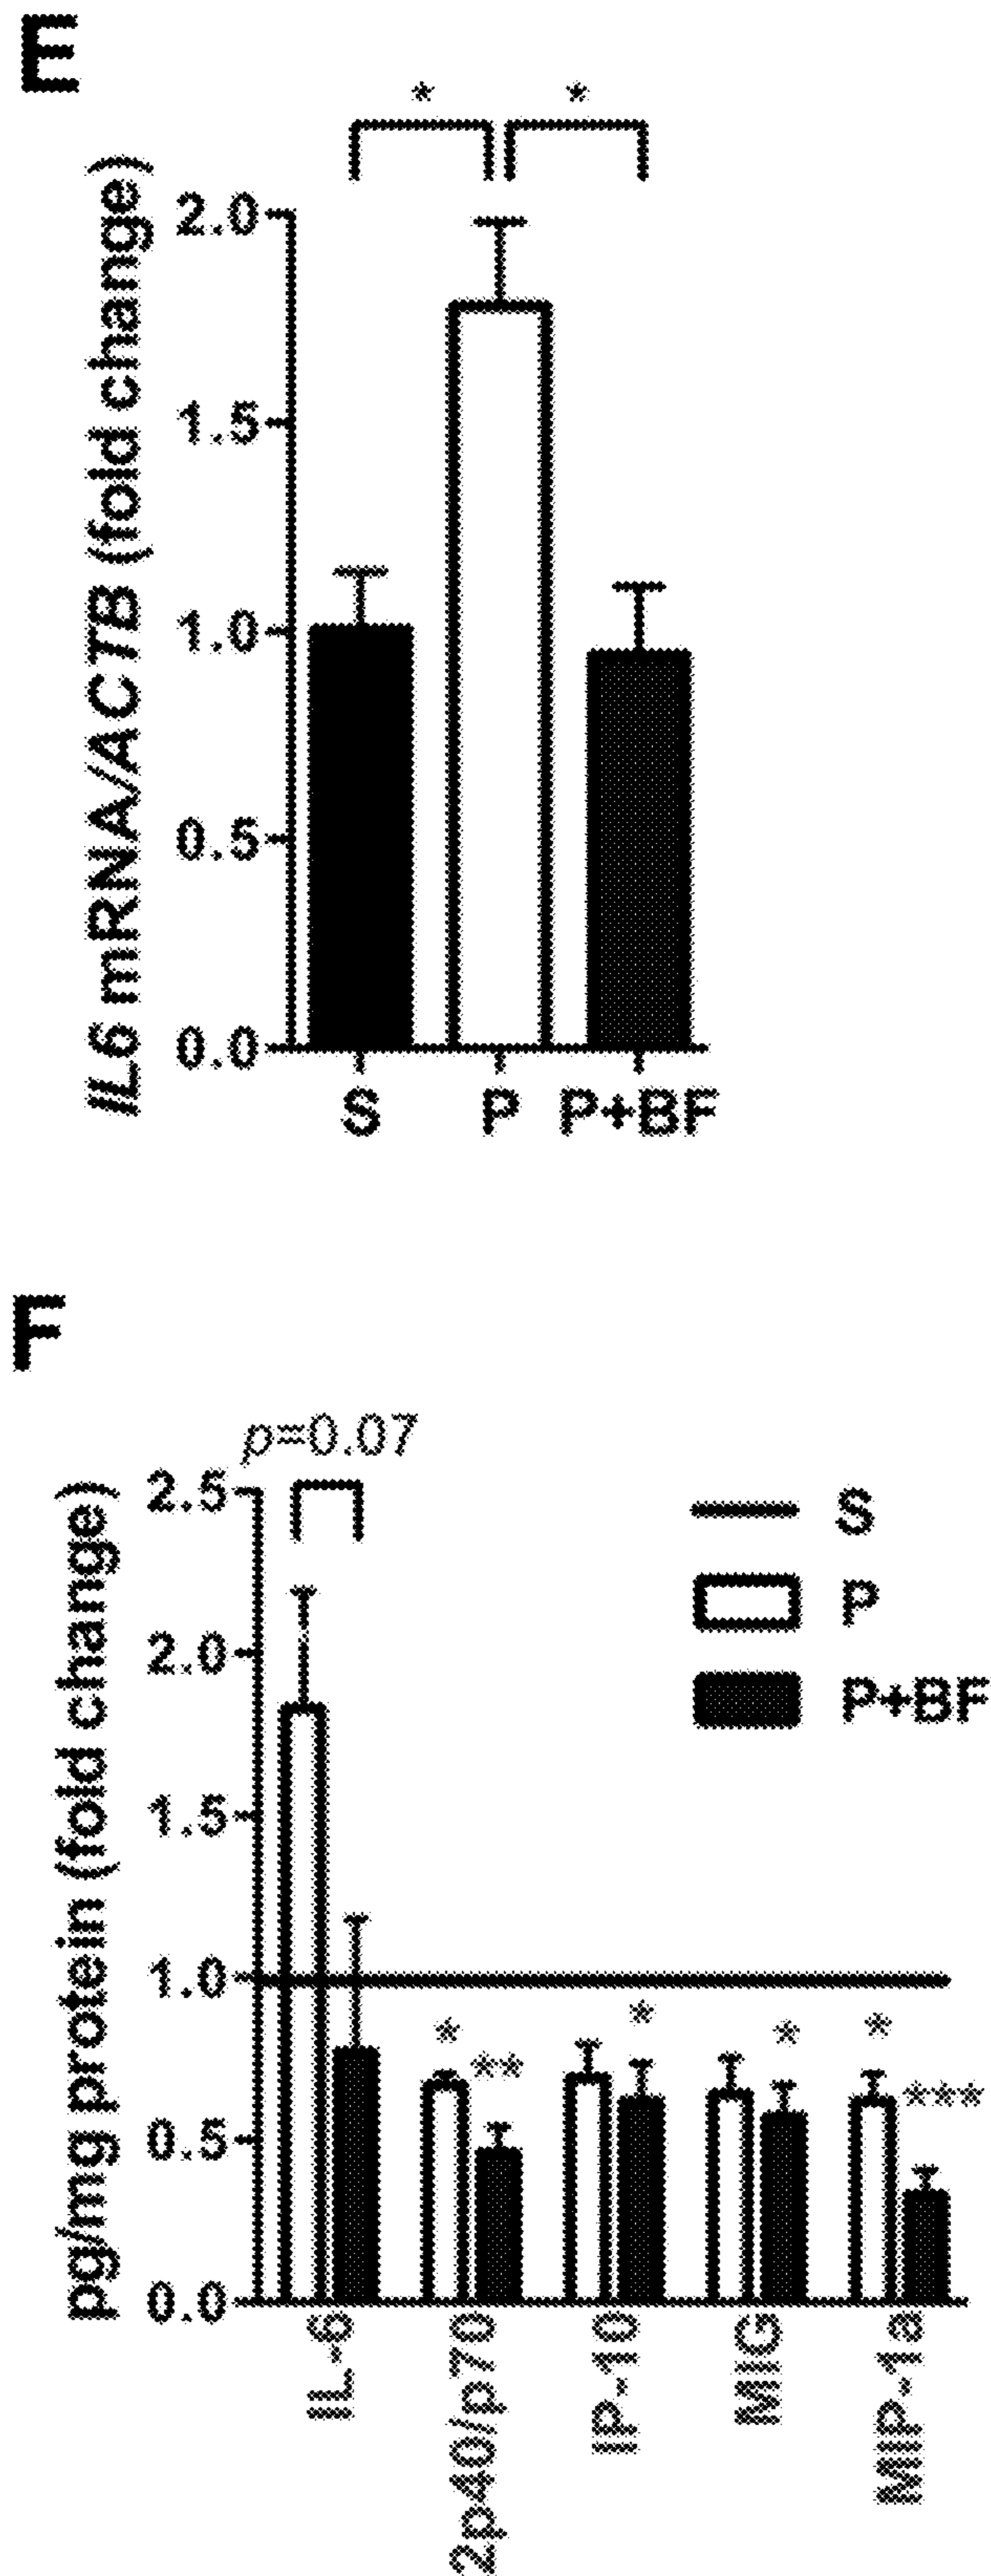 E
* *
IL6 mRNA/ACTB (fold change)
2.0
1.5
1.0
0.5
0.0
S P P+BF
F
p=0.07
pg/mg protein (fold change)
2.5
2.0
1.5
1.0
0.5
0.0
S
P
P+BF
* ** * * * ***
IL-6
2p40/p70
IP-10
MIG
MIP-1a